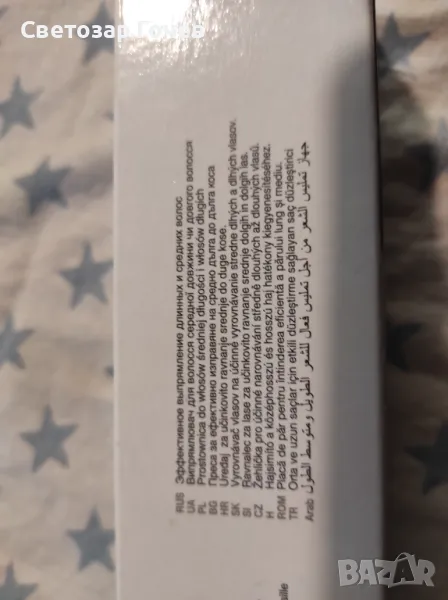 Светозар Гочев
RUS Эффективное выпрямление длинных и средних волос
UA Випрямлювач для волосся середньої довжини чи довгого волосся
PL Prostownica do włosów średniej długości i włosów długich
BG Преса за ефективно изправяне на средно дълга до дълга коса
HR Uređaj za učinkovito ravnanje srednje do duge kose.
SK Vyrovnávač vlasov na účinné vyrovnávanie stredne dlhých a dlhých vlasov.
SI Ravnalec za lase za učinkovito ravnanje srednje dolgih in dolgih las.
CZ Žehlička pro účinné narovnávání středně dlouhých až dlouhých vlasů.
H Hajsimító a középhosszú és hosszú haj hatékony kiegyenesítéséhez.
ROM Placă de păr pentru întinderea eficientă a părului lung și mediu.
TR Orta ve uzun saçlar için etkili düzleştirme sağlayan saç düzleştirici
Arab جهاز تمليس الشعر من أجل تمليس فعال للشعر الطويل ومتوسط الطول
BAZAR